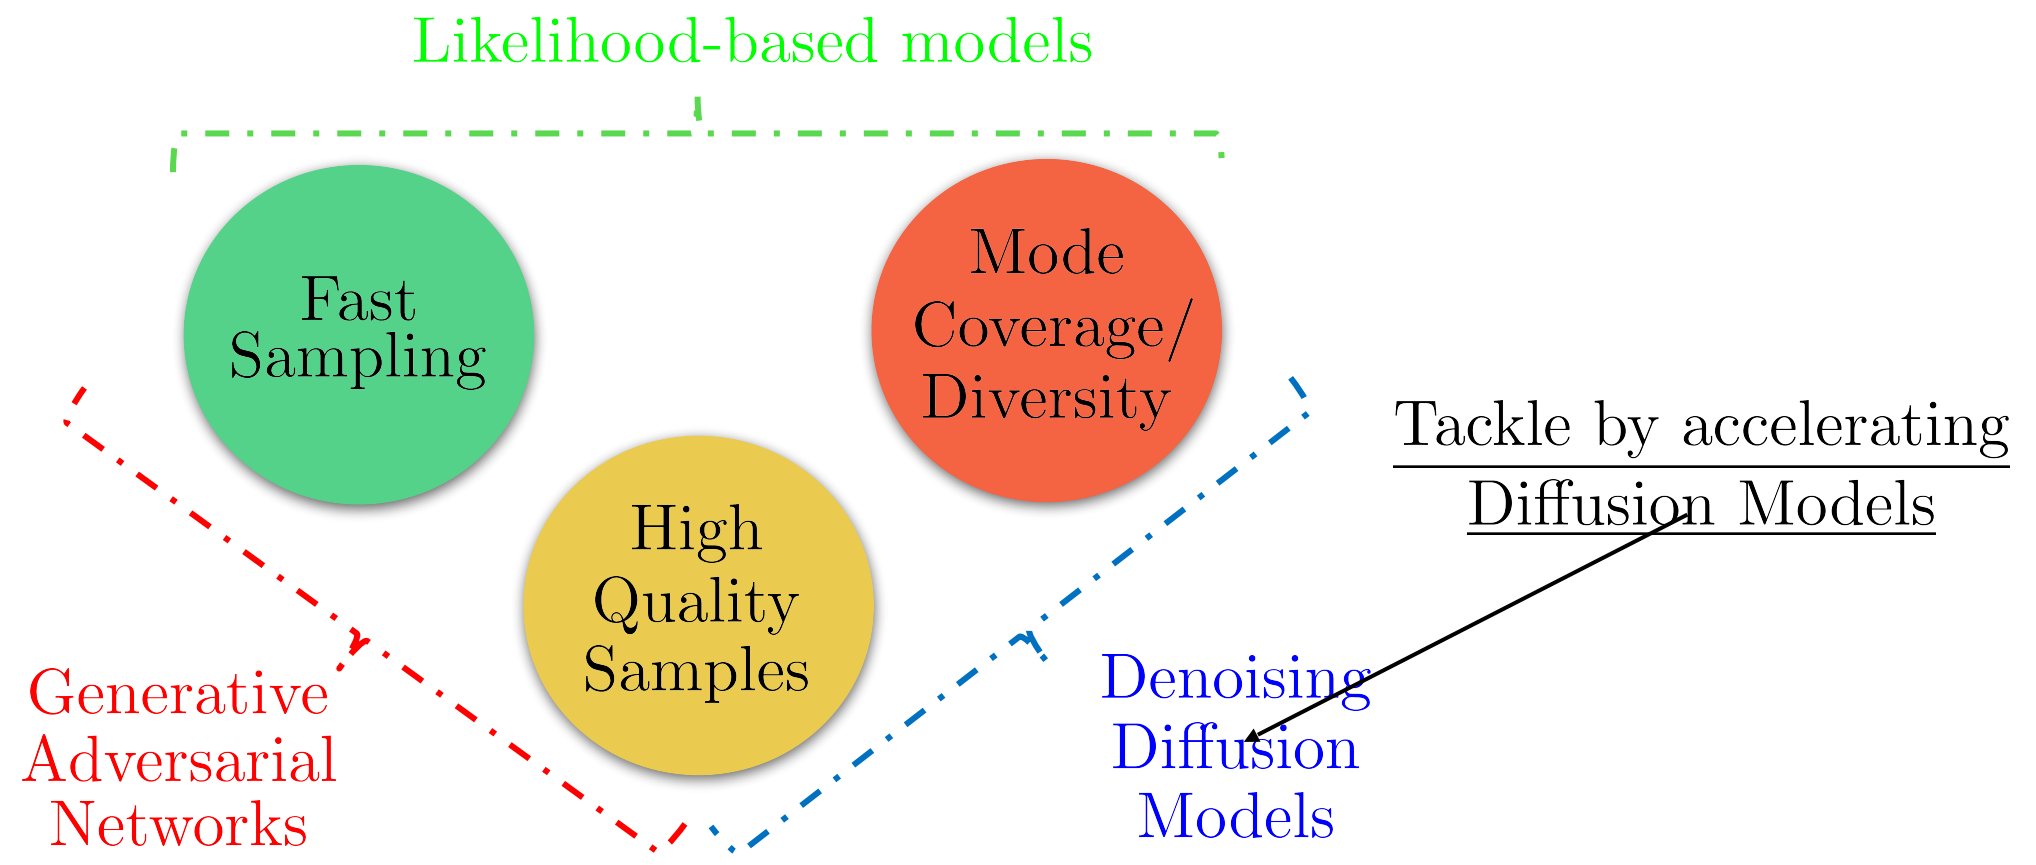 Likelihood-based models
Fast
Sampling
Mode
Coverage/
Diversity
High
Quality
Samples
Tackle by accelerating
Diffusion Models
Generative
Adversarial
Networks
Denoising
Diffusion
Models